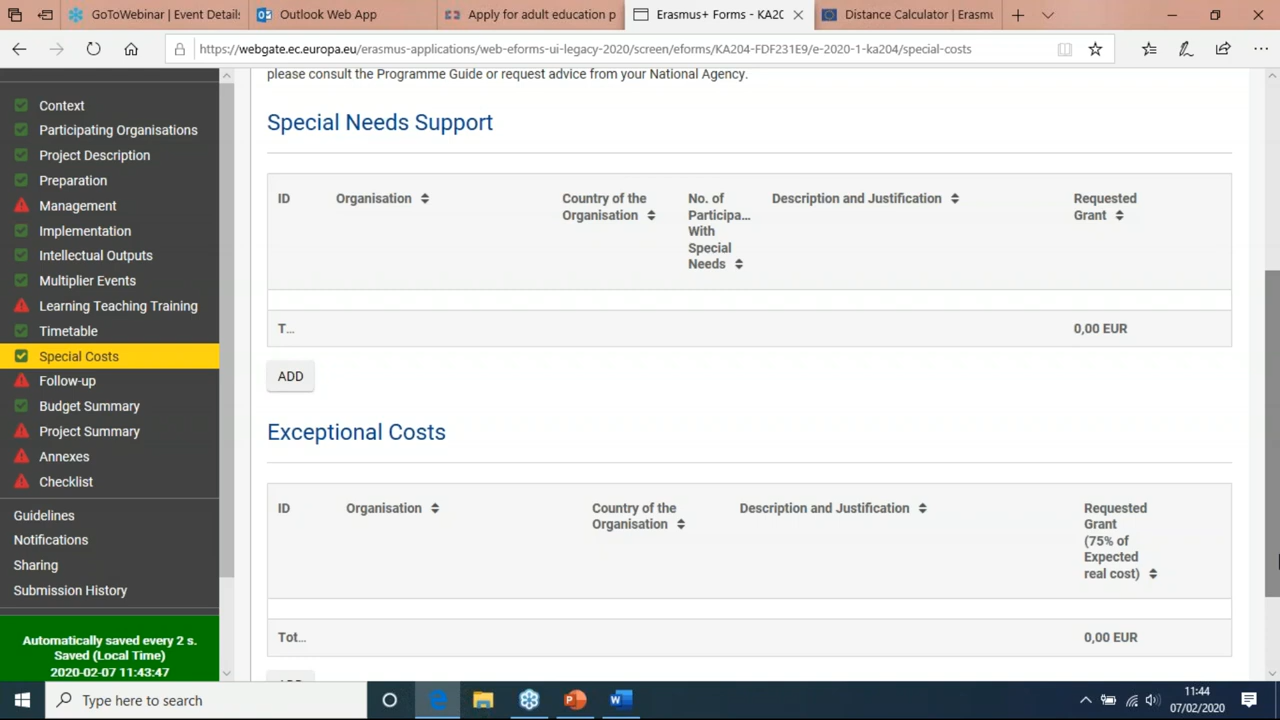 GoToWebinar | Event Details
Outlook Web App
Apply for adult education p
Erasmus+ Forms - KA20
Distance Calculator | Erasmu
https://webgate.ec.europa.eu/erasmus-applications/web-eforms-ui-legacy-2020/screen/eforms/KA204-FDF231E9/e-2020-1-ka204/special-costs
Context
Participating Organisations
Project Description
Preparation
Management
Implementation
Intellectual Outputs
Multiplier Events
Learning Teaching Training
Timetable
Special Costs
Follow-up
Budget Summary
Project Summary
Annexes
Checklist
Guidelines
Notifications
Sharing
Submission History
Automatically saved every 2 s.
Saved (Local Time)
2020-02-07 11:43:47
please consult the Programme Guide or request advice from your National Agency.
Special Needs Support
ID
Organisation
Country of the
Organisation
No. of
Participa...
With
Special
Needs
Description and Justification
Requested
Grant
T...
0,00 EUR
ADD
Exceptional Costs
ID
Organisation
Country of the
Organisation
Description and Justification
Requested
Grant
(75% of
Expected
real cost)
Tot...
0,00 EUR
Type here to search
11:44
07/02/2020